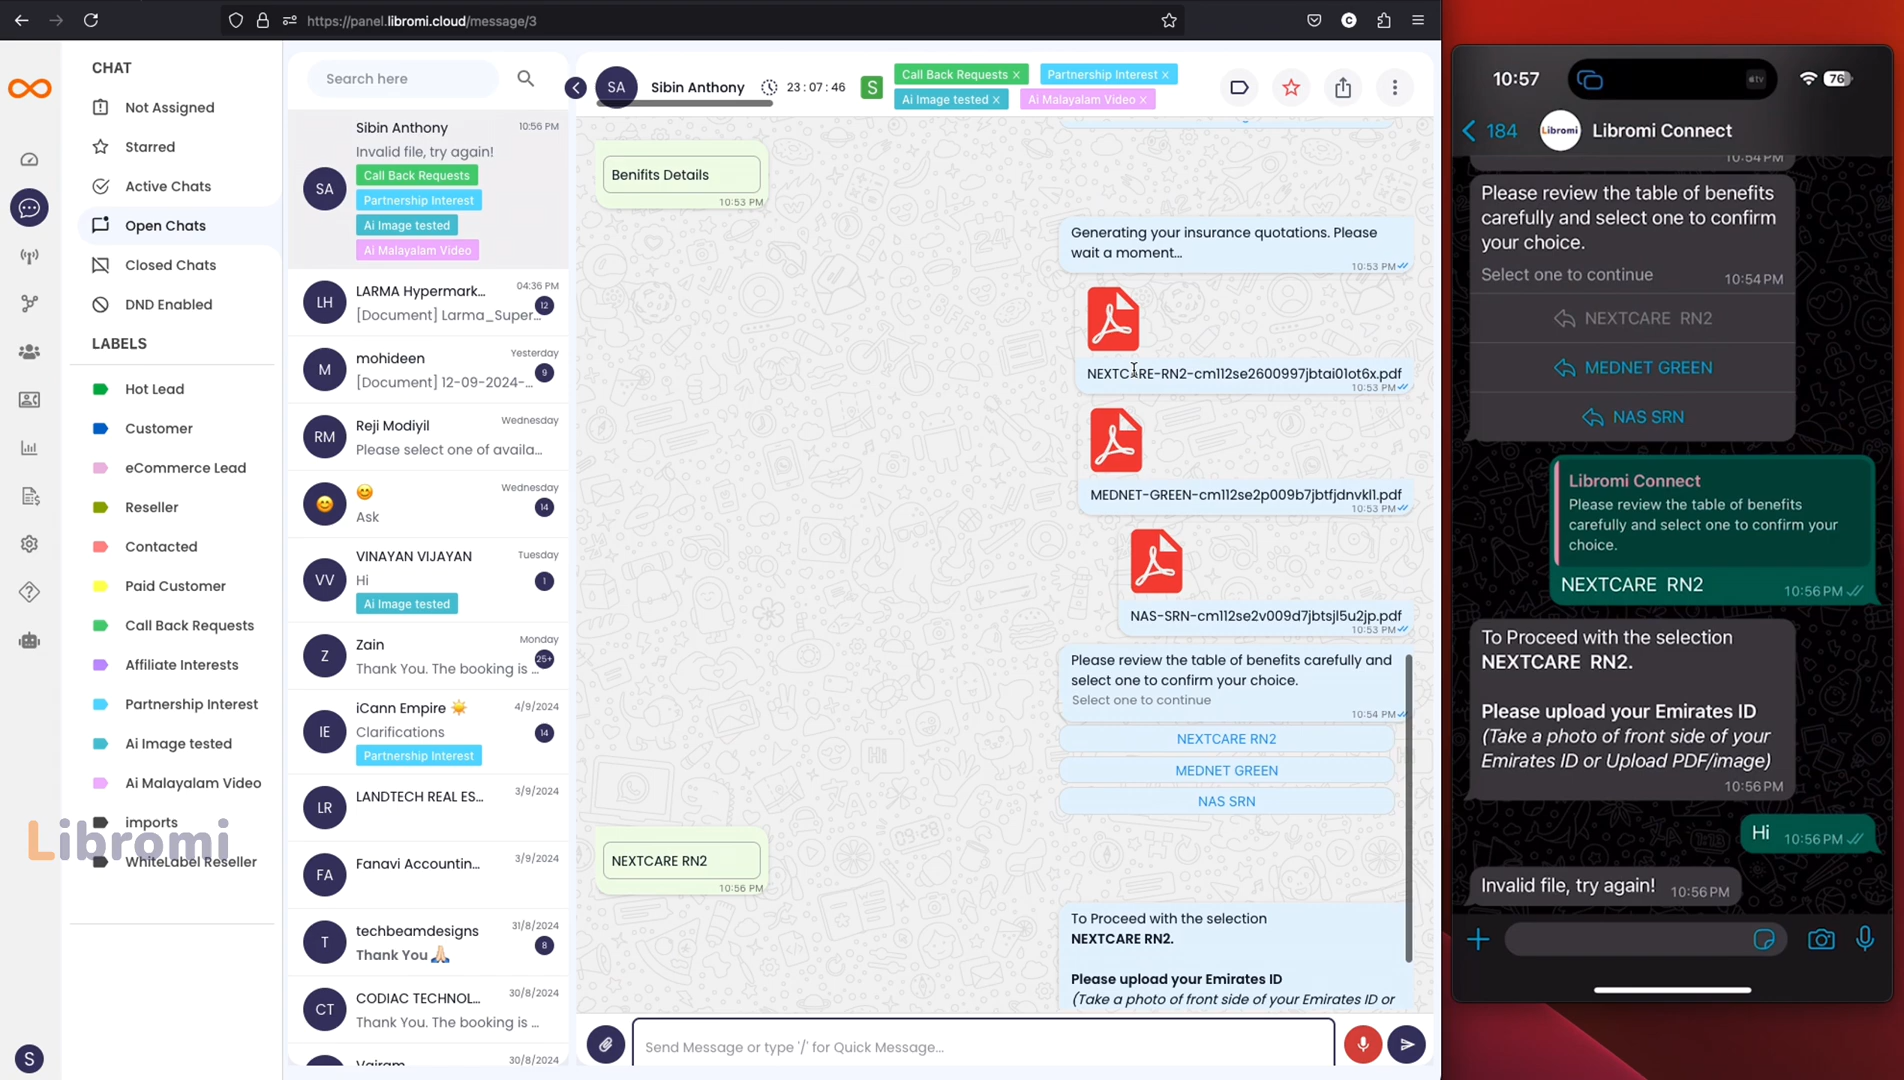 https://panel.libromi.cloud/message/3
CHAT
Not Assigned
Starred
Active Chats
Open Chats
Closed Chats
DND Enabled
LABELS
Hot Lead
Customer
eCommerce Lead
Reseller
Contacted
Paid Customer
Call Back Requests
Affiliate Interests
Partnership Interest
Ai Image tested
Ai Malayalam Video
imports
Libromi
WhiteLabel Reseller
S
Search here
Sibin Anthony 10:56 PM
SA
Invalid file, try again!
Call Back Requests
Partnership Interest
Ai Image tested
Ai Malayalam Video
LH
LARMA Hypermark... 04:36 PM
[Document] Larma_Super... 12
M
mohideen Yesterday
[Document] 12-09-2024-... 9
RM
Reji Modiyil Wednesday
Please select one of availa...
😊 Wednesday
Ask 14
VV
VINAYAN VIJAYAN Tuesday
Hi 1
Ai Image tested
Z
Zain Monday
Thank You. The booking is ... 25+
IE
iCann Empire ☀️ 4/9/2024
Clarifications 14
Partnership Interest
LR
LANDTECH REAL ES... 3/9/2024
FA
Fanavi Accountin... 3/9/2024
T
techbeamdesigns 31/8/2024
Thank You 🙏🏻 8
CT
CODIAC TECHNOL... 30/8/2024
Thank You. The booking is ...
Vairam 30/8/2024
SA Sibin Anthony 23:07:46 S
Call Back Requests × Partnership Interest ×
Ai Image tested × Ai Malayalam Video ×
Benifits Details
10:53 PM
Generating your insurance quotations. Please
wait a moment...
10:53 PM
NEXTCARE-RN2-cm112se2600997jbtai01ot6x.pdf
10:53 PM
MEDNET-GREEN-cm112se2p009b7jbtfjdnvkl1.pdf
10:53 PM
NAS-SRN-cm112se2v009d7jbtsjl5u2jp.pdf
10:53 PM
Please review the table of benefits carefully and
select one to confirm your choice.
Select one to continue
10:54 PM
NEXTCARE RN2
MEDNET GREEN
NAS SRN
NEXTCARE RN2
10:56 PM
To Proceed with the selection
NEXTCARE RN2.
Please upload your Emirates ID
(Take a photo of front side of your Emirates ID or
Send Message or type '/' for Quick Message...
10:57 tv 76
184 Libromi Libromi Connect
10:54 PM
Please review the table of benefits
carefully and select one to confirm
your choice.
Select one to continue 10:54 PM
NEXTCARE RN2
MEDNET GREEN
NAS SRN
Libromi Connect
Please review the table of benefits
carefully and select one to confirm your
choice.
NEXTCARE RN2 10:56 PM
To Proceed with the selection
NEXTCARE RN2.
Please upload your Emirates ID
(Take a photo of front side of your
Emirates ID or Upload PDF/image)
10:56 PM
Hi 10:56 PM
Invalid file, try again! 10:56 PM